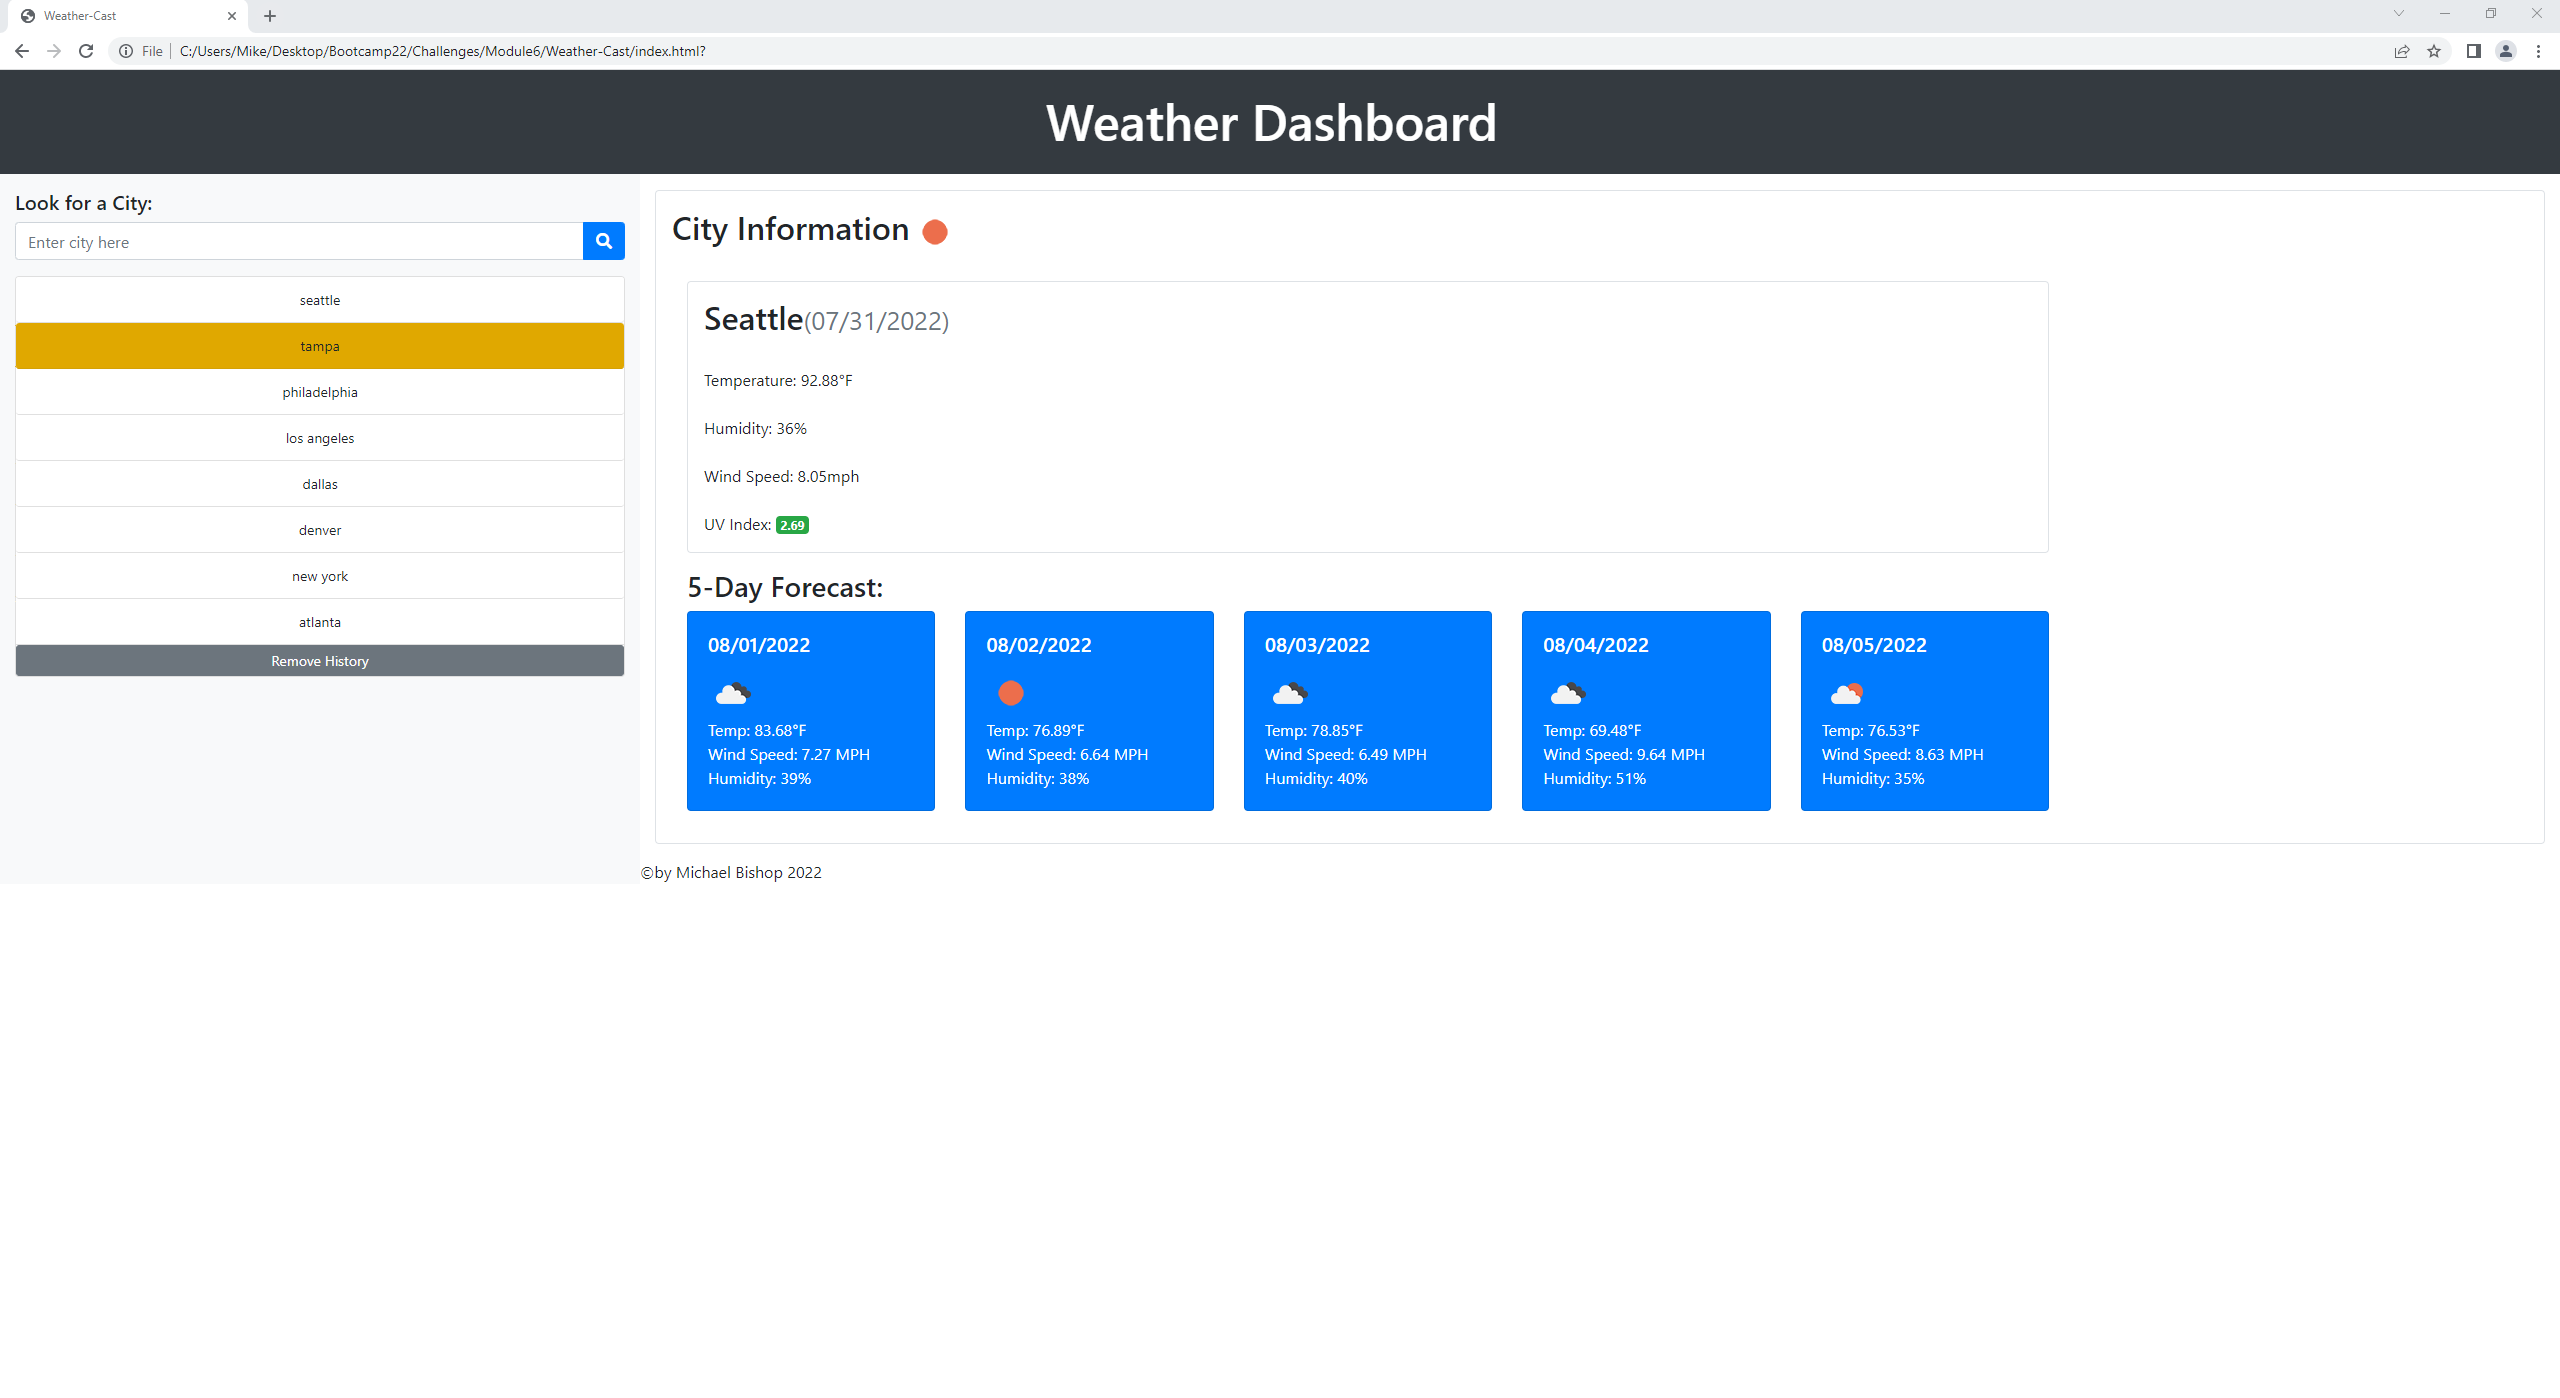 Weather-Cast
File | C:/Users/Mike/Desktop/Bootcamp22/Challenges/Module6/Weather-Cast/index.html?
Weather Dashboard
Look for a City:
Enter city here
seattle
tampa
philadelphia
los angeles
dallas
denver
new york
atlanta
Remove History
City Information
Seattle(07/31/2022)
Temperature: 92.88°F
Humidity: 36%
Wind Speed: 8.05mph
UV Index: 2.69
5-Day Forecast:
08/01/2022
Temp: 83.68°F
Wind Speed: 7.27 MPH
Humidity: 39%
08/02/2022
Temp: 76.89°F
Wind Speed: 6.64 MPH
Humidity: 38%
08/03/2022
Temp: 78.85°F
Wind Speed: 6.49 MPH
Humidity: 40%
08/04/2022
Temp: 69.48°F
Wind Speed: 9.64 MPH
Humidity: 51%
08/05/2022
Temp: 76.53°F
Wind Speed: 8.63 MPH
Humidity: 35%
©by Michael Bishop 2022